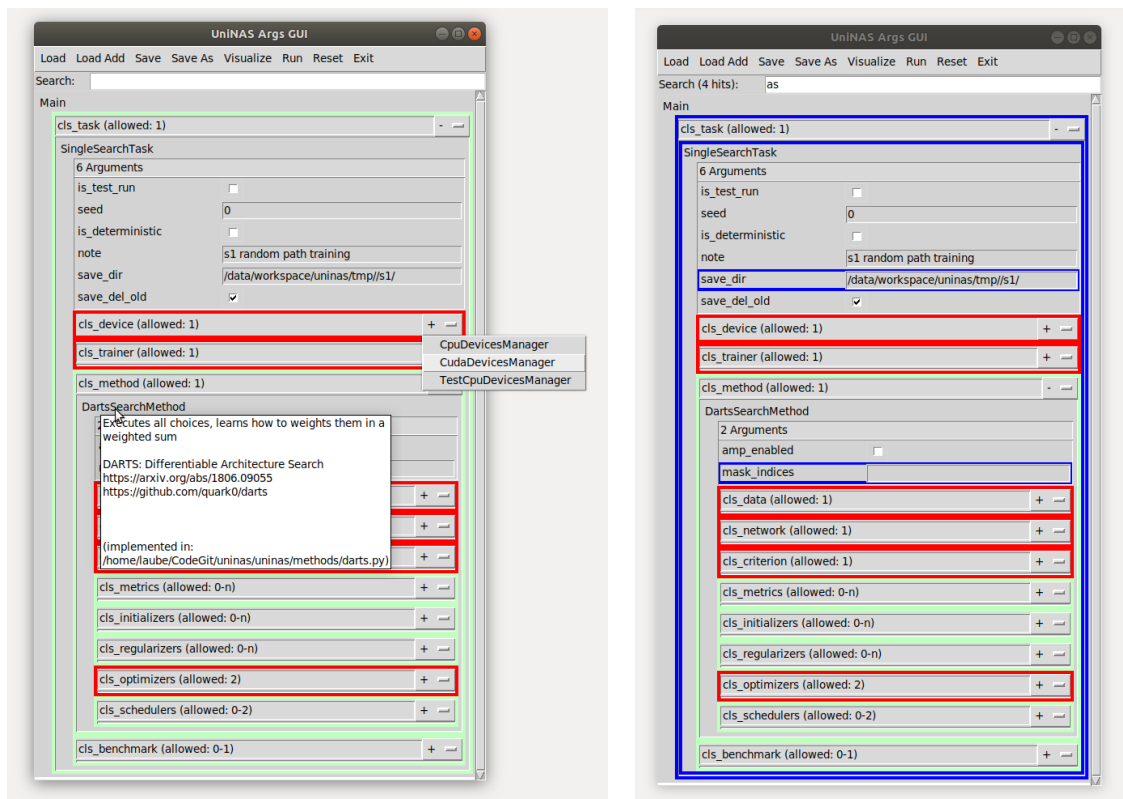 UniNAS Args GUI
Load Load Add Save Save As Visualize Run Reset Exit
Search:
Main
cls_task (allowed: 1) -
SingleSearchTask
6 Arguments
is_test_run
seed 0
is_deterministic
note s1 random path training
save_dir /data/workspace/uninas/tmp//s1/
save_del_old
cls_device (allowed: 1) +
CpuDevicesManager
CudaDevicesManager
TestCpuDevicesManager
cls_trainer (allowed: 1)
cls_method (allowed: 1)
DartsSearchMethod
Executes all choices, learns how to weights them in a
weighted sum
DARTS: Differentiable Architecture Search
https://arxiv.org/abs/1806.09055
https://github.com/quark0/darts
(implemented in:
/home/laube/CodeGit/uninas/uninas/methods/darts.py)
+
+
+
cls_metrics (allowed: 0-n) +
cls_initializers (allowed: 0-n) +
cls_regularizers (allowed: 0-n) +
cls_optimizers (allowed: 2) +
cls_schedulers (allowed: 0-2) +
cls_benchmark (allowed: 0-1) +
UniNAS Args GUI
Load Load Add Save Save As Visualize Run Reset Exit
Search (4 hits): as
Main
cls_task (allowed: 1) -
SingleSearchTask
6 Arguments
is_test_run
seed 0
is_deterministic
note s1 random path training
save_dir /data/workspace/uninas/tmp//s1/
save_del_old
cls_device (allowed: 1) +
cls_trainer (allowed: 1) +
cls_method (allowed: 1) -
DartsSearchMethod
2 Arguments
amp_enabled
mask_indices
cls_data (allowed: 1) +
cls_network (allowed: 1) +
cls_criterion (allowed: 1) +
cls_metrics (allowed: 0-n) +
cls_initializers (allowed: 0-n) +
cls_regularizers (allowed: 0-n) +
cls_optimizers (allowed: 2) +
cls_schedulers (allowed: 0-2) +
cls_benchmark (allowed: 0-1) +